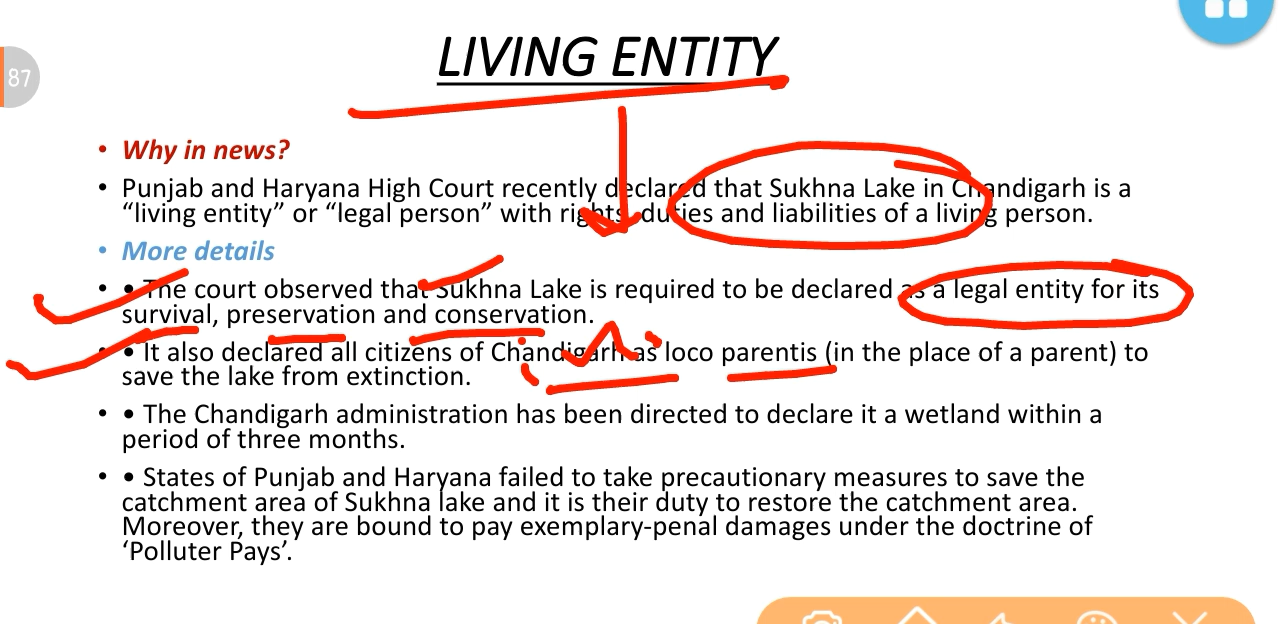 LIVING ENTITY
87
• Why in news?
• Punjab and Haryana High Court recently declared that Sukhna Lake in Chandigarh is a
“living entity” or “legal person” with rights, duties and liabilities of a living person.
• More details
• • The court observed that Sukhna Lake is required to be declared as a legal entity for its
survival, preservation and conservation.
• • It also declared all citizens of Chandigarh as loco parentis (in the place of a parent) to
save the lake from extinction.
• • The Chandigarh administration has been directed to declare it a wetland within a
period of three months.
• • States of Punjab and Haryana failed to take precautionary measures to save the
catchment area of Sukhna lake and it is their duty to restore the catchment area.
Moreover, they are bound to pay exemplary-penal damages under the doctrine of
‘Polluter Pays’.